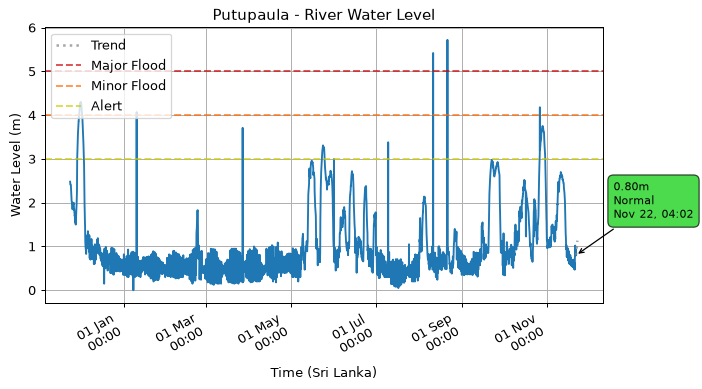 Putupaula - River Water Level
Water Level (m)
6
5
4
3
2
1
0
Trend
Major Flood
Minor Flood
Alert
0.80m
Normal
Nov 22, 04:02
01 Jan
00:00
01 Mar
00:00
01 May
00:00
01 Jul
00:00
01 Sep
00:00
01 Nov
00:00
Time (Sri Lanka)